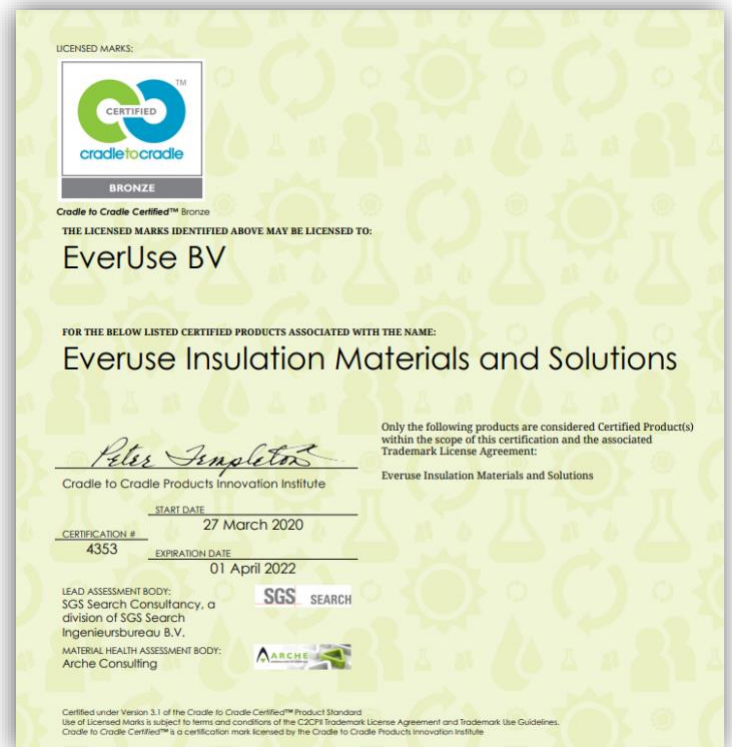 LICENSED MARKS:
TM
CERTIFIED
cradletocradle
BRONZE
Cradle to Cradle Certified™ Bronze
THE LICENSED MARKS IDENTIFIED ABOVE MAY BE LICENSED TO:
EverUse BV
FOR THE BELOW LISTED CERTIFIED PRODUCTS ASSOCIATED WITH THE NAME:
Everuse Insulation Materials and Solutions
Peter Templeton
Cradle to Cradle Products Innovation Institute
START DATE
27 March 2020
CERTIFICATION #
4353
EXPIRATION DATE
01 April 2022
LEAD ASSESSMENT BODY:
SGS Search Consultancy, a
division of SGS Search
Ingenieursbureau B.V.
SGS SEARCH
MATERIAL HEALTH ASSESSMENT BODY:
Arche Consulting
ARCHE
Only the following products are considered Certified Product(s)
within the scope of this certification and the associated
Trademark License Agreement:
Everuse Insulation Materials and Solutions
Certified under Version 3.1 of the Cradle to Cradle Certified™ Product Standard
Use of Licensed Marks is subject to terms and conditions of the C2CPII Trademark License Agreement and Trademark Use Guidelines.
Cradle to Cradle Certified™ is a certification mark licensed by the Cradle to Cradle Products Innovation Institute